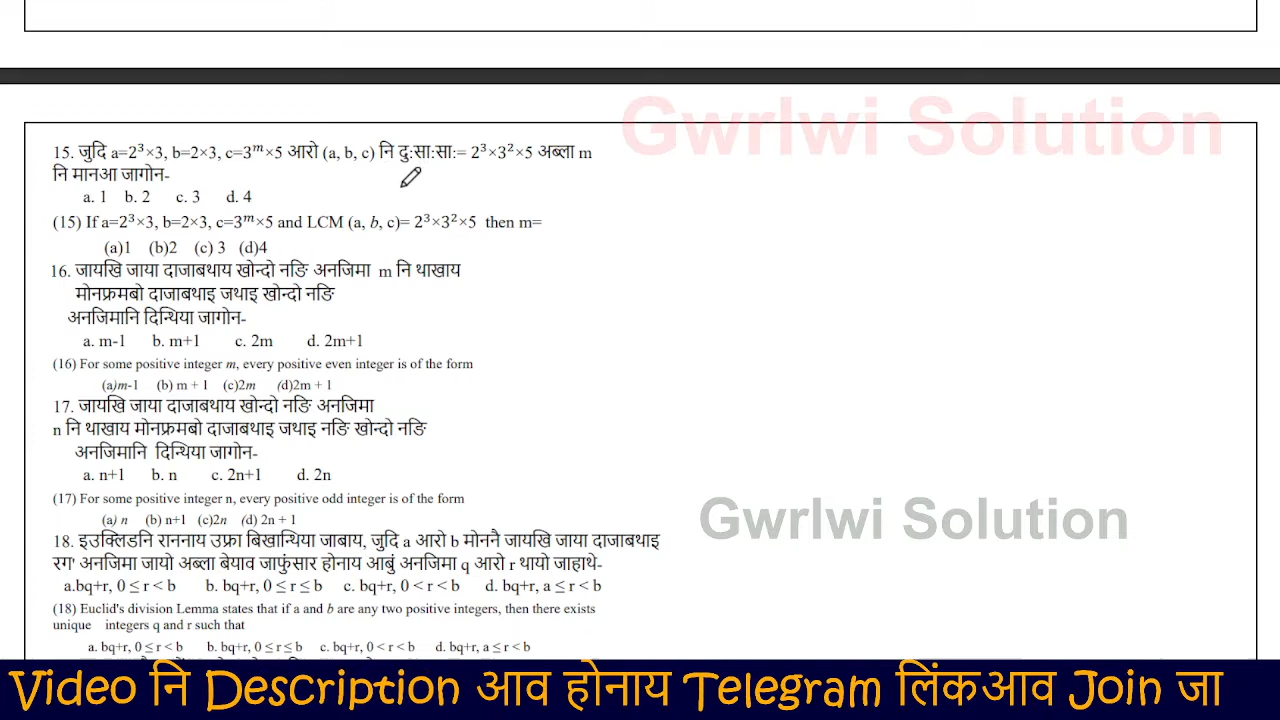 Gwrlwi Solution
15. जुदि a=2³×3, b=2×3, c=3ᵐ×5 आरो (a, b, c) नि दु:सा:सा:= 2³×3²×5 अब्ला m
नि मानआ जागोन-
a. 1 b. 2 c. 3 d. 4
(15) If a=2³×3, b=2×3, c=3ᵐ×5 and LCM (a, b, c)= 2³×3²×5 then m=
(a)1 (b)2 (c) 3 (d)4
16. जायखि जाया दाजाबथाय खोन्दो नङि अनजिमा m नि थाखाय
मोनफ्रमबो दाजाबथाइ जथाइ खोन्दो नङि
अनजिमानि दिन्थिया जागोन-
a. m-1 b. m+1 c. 2m d. 2m+1
(16) For some positive integer m, every positive even integer is of the form
(a)m-1 (b) m + 1 (c)2m (d)2m + 1
17. जायखि जाया दाजाबथाय खोन्दो नङि अनजिमा
n नि थाखाय मोनफ्रमबो दाजाबथाइ जथाइ नङि खोन्दो नङि
अनजिमानि दिन्थिया जागोन-
a. n+1 b. n c. 2n+1 d. 2n
(17) For some positive integer n, every positive odd integer is of the form
(a) n (b) n+1 (c)2n (d) 2n + 1
Gwrlwi Solution
18. इउक्लिडनि राननाय उफ्रा बिखान्थिया जाबाय, जुदि a आरो b मोननै जायखि जाया दाजाबथाइ
रग' अनजिमा जायो अब्ला बेयाव जाफुंसार होनाय आबुं अनजिमा q आरो r थायो जाहाथे-
a.bq+r, 0 ≤ r < b b. bq+r, 0 ≤ r ≤ b c. bq+r, 0 < r < b d. bq+r, a ≤ r < b
(18) Euclid's division Lemma states that if a and b are any two positive integers, then there exists
unique integers q and r such that
a. bq+r, 0 ≤ r < b b. bq+r, 0 ≤ r ≤ b c. bq+r, 0 < r < b d. bq+r, a ≤ r < b
Video नि Description आव होनाय Telegram लिंकआव Join जा